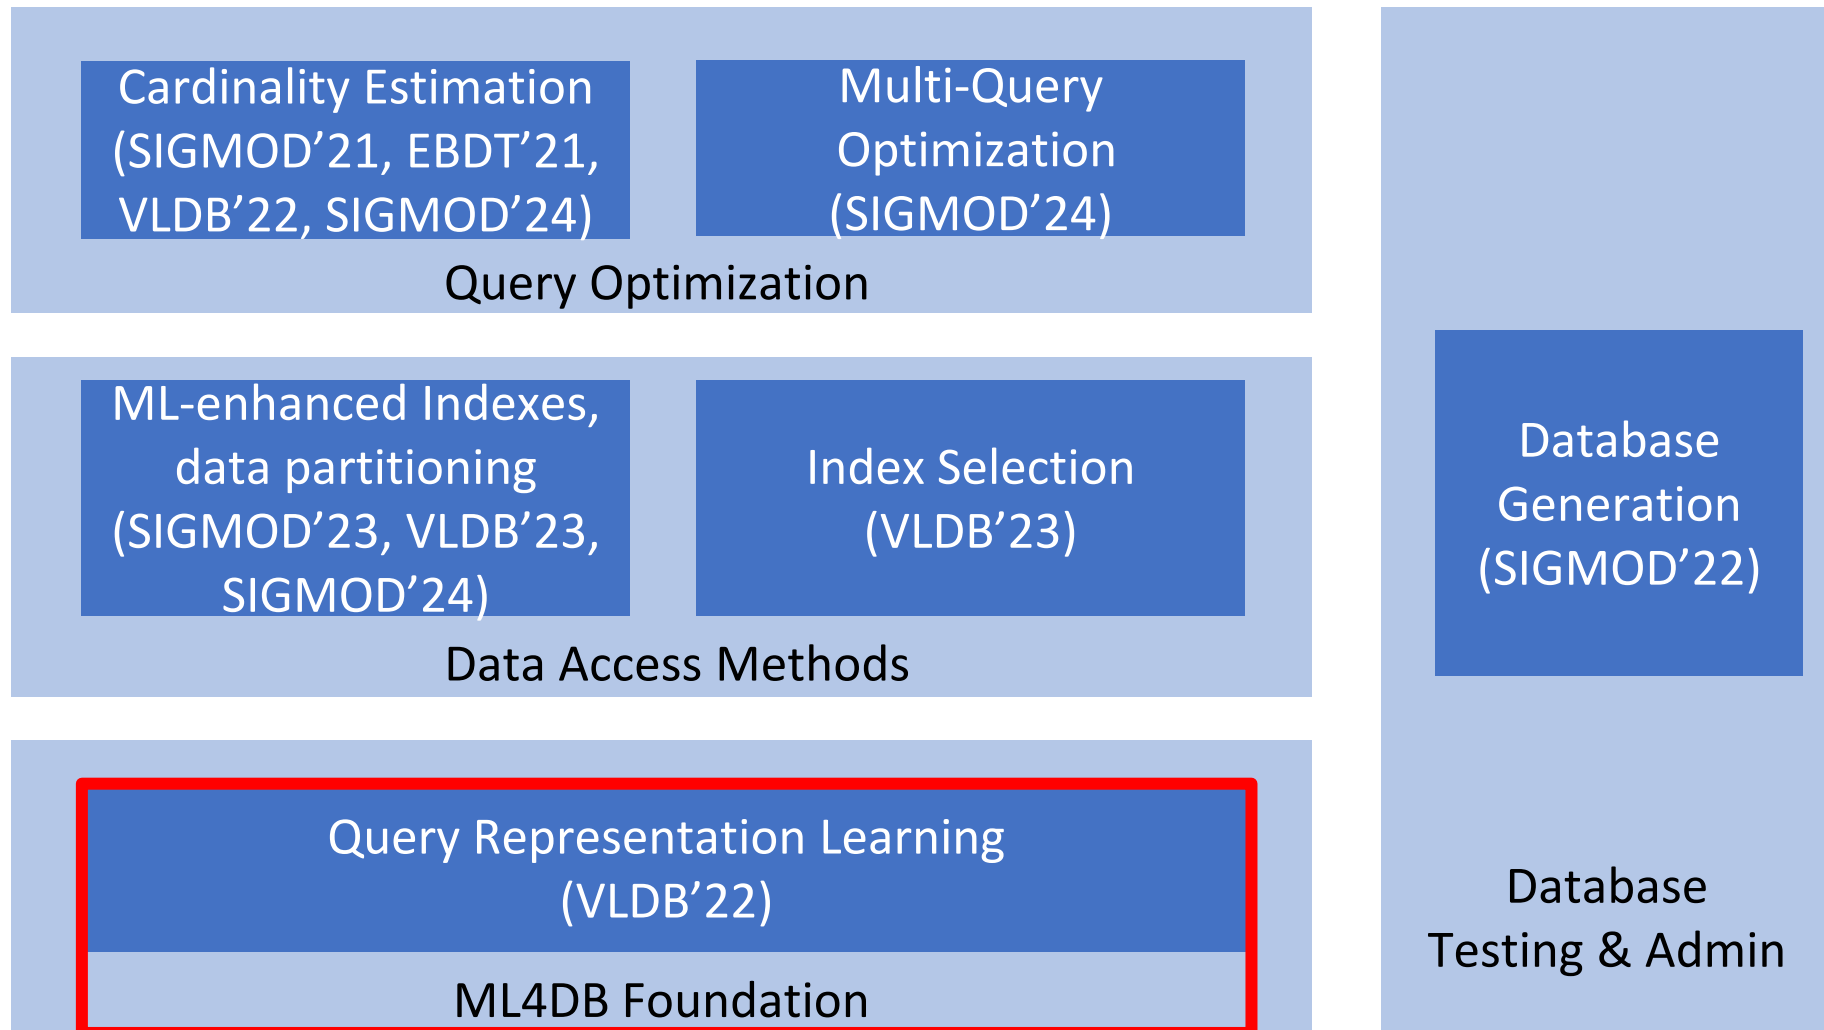 Cardinality Estimation
(SIGMOD’21, EBDT’21,
VLDB’22, SIGMOD’24)
Multi-Query
Optimization
(SIGMOD’24)
Query Optimization
ML-enhanced Indexes,
data partitioning
(SIGMOD’23, VLDB’23,
SIGMOD’24)
Index Selection
(VLDB’23)
Data Access Methods
Query Representation Learning
(VLDB’22)
ML4DB Foundation
Database
Generation
(SIGMOD’22)
Database
Testing & Admin